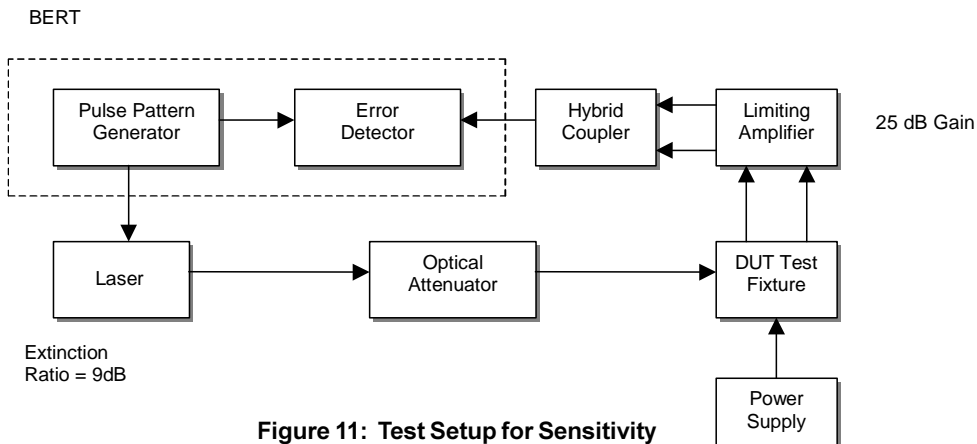 BERT
Pulse Pattern
Generator
Error
Detector
Hybrid
Coupler
Limiting
Amplifier
25 dB Gain
Laser
Optical
Attenuator
DUT Test
Fixture
Extinction
Ratio = 9dB
Power
Supply
Figure 11: Test Setup for Sensitivity